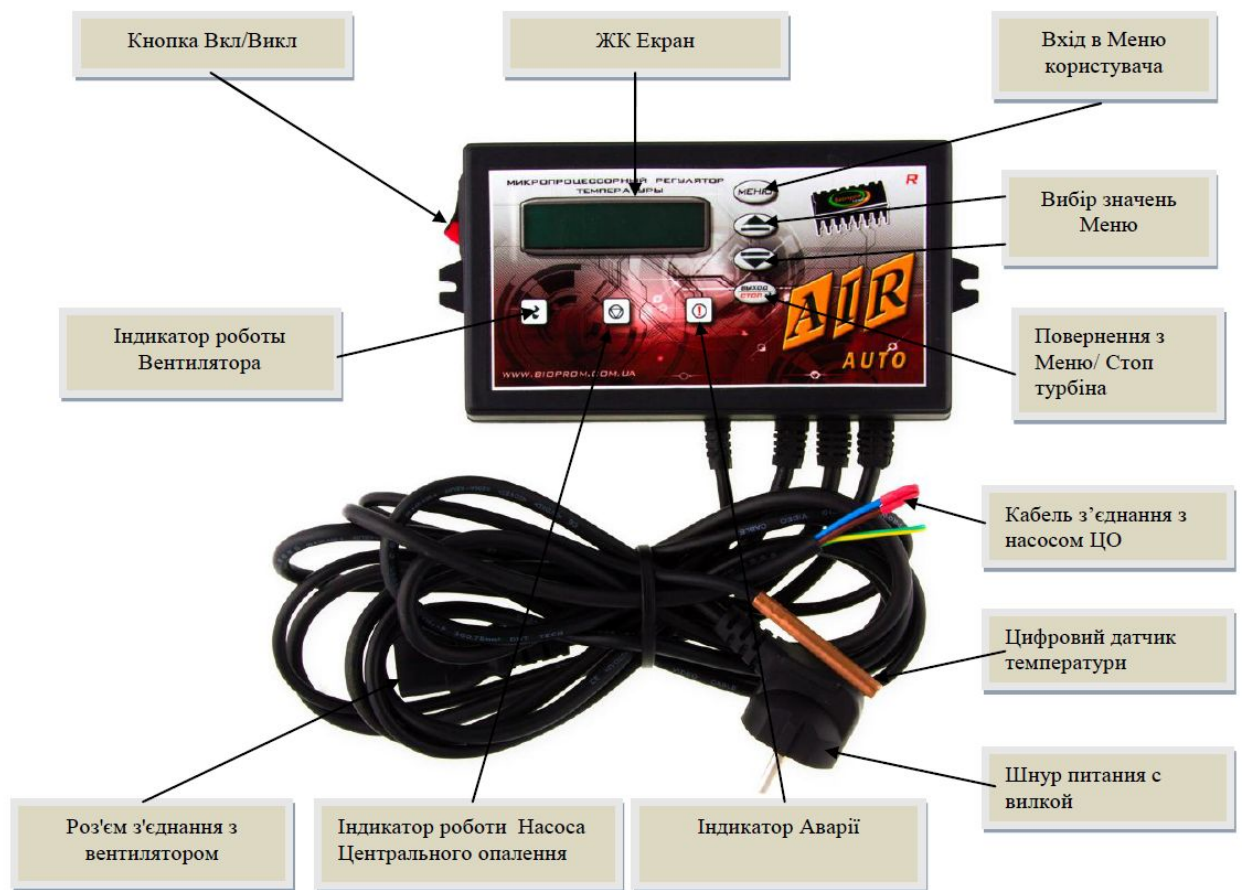 Кнопка Вкл/Викл
ЖК Екран
Вхід в Меню
користувача
МИКРОПРОЦЕССОРНЫЙ РЕГУЛЯТОР
ТЕМПЕРАТУРЫ
МЕНЮ
R
Вибір значень
Меню
ВЫХОД
СТОП
AIR
AUTO
WWW.BIOPROM.COM.UA
Індикатор роботы
Вентилятора
Повернення з
Меню/ Стоп
турбіна
Кабель з’єднання з
насосом ЦО
Цифровий датчик
температури
Шнур питания с
вилкой
Роз'єм з'єднання з
вентилятором
Індикатор роботи Насоса
Центрального опалення
Індикатор Аварії